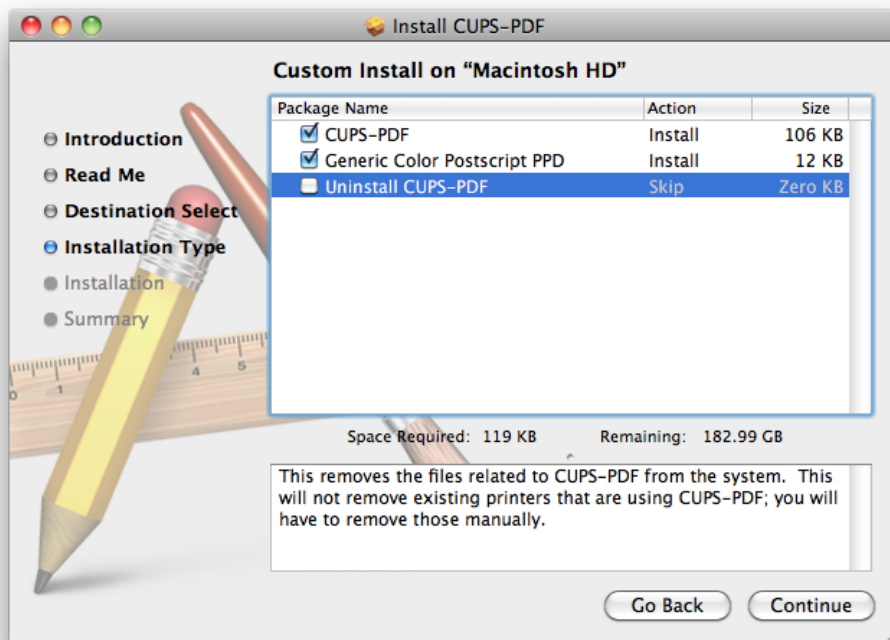 Install CUPS-PDF
Custom Install on “Macintosh HD”
Package Name Action Size
CUPS-PDF Install 106 KB
Generic Color Postscript PPD Install 12 KB
Uninstall CUPS-PDF Skip Zero KB
Introduction
Read Me
Destination Select
Installation Type
Installation
Summary
0 1 4 5
Space Required: 119 KB Remaining: 182.99 GB
This removes the files related to CUPS-PDF from the system. This
will not remove existing printers that are using CUPS-PDF; you will
have to remove those manually.
Go Back Continue